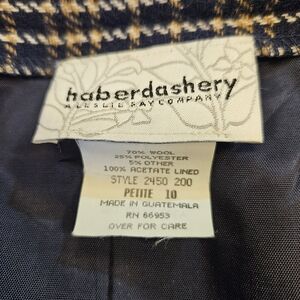 haberdashery
A LESLIE FAY COMPANY
70% WOOL
25% POLYESTER
5% OTHER
100% ACETATE LINED
STYLE 2450 200
PETITE 10
MADE IN GUATEMALA
RN 66953
OVER FOR CARE